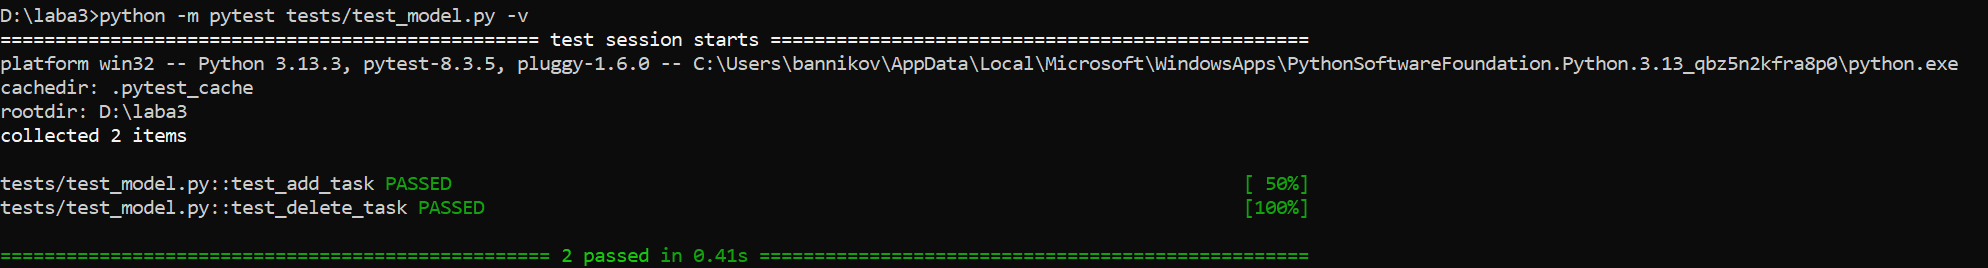 D:\laba3>python -m pytest tests/test_model.py -v
================================================= test session starts =================================================
platform win32 -- Python 3.13.3, pytest-8.3.5, pluggy-1.6.0 -- C:\Users\bannikov\AppData\Local\Microsoft\WindowsApps\PythonSoftwareFoundation.Python.3.13_qbz5n2kfra8p0\python.exe
cachedir: .pytest_cache
rootdir: D:\laba3
collected 2 items
tests/test_model.py::test_add_task PASSED                                                                        [ 50%]
tests/test_model.py::test_delete_task PASSED                                                                     [100%]
================================================== 2 passed in 0.41s ==================================================